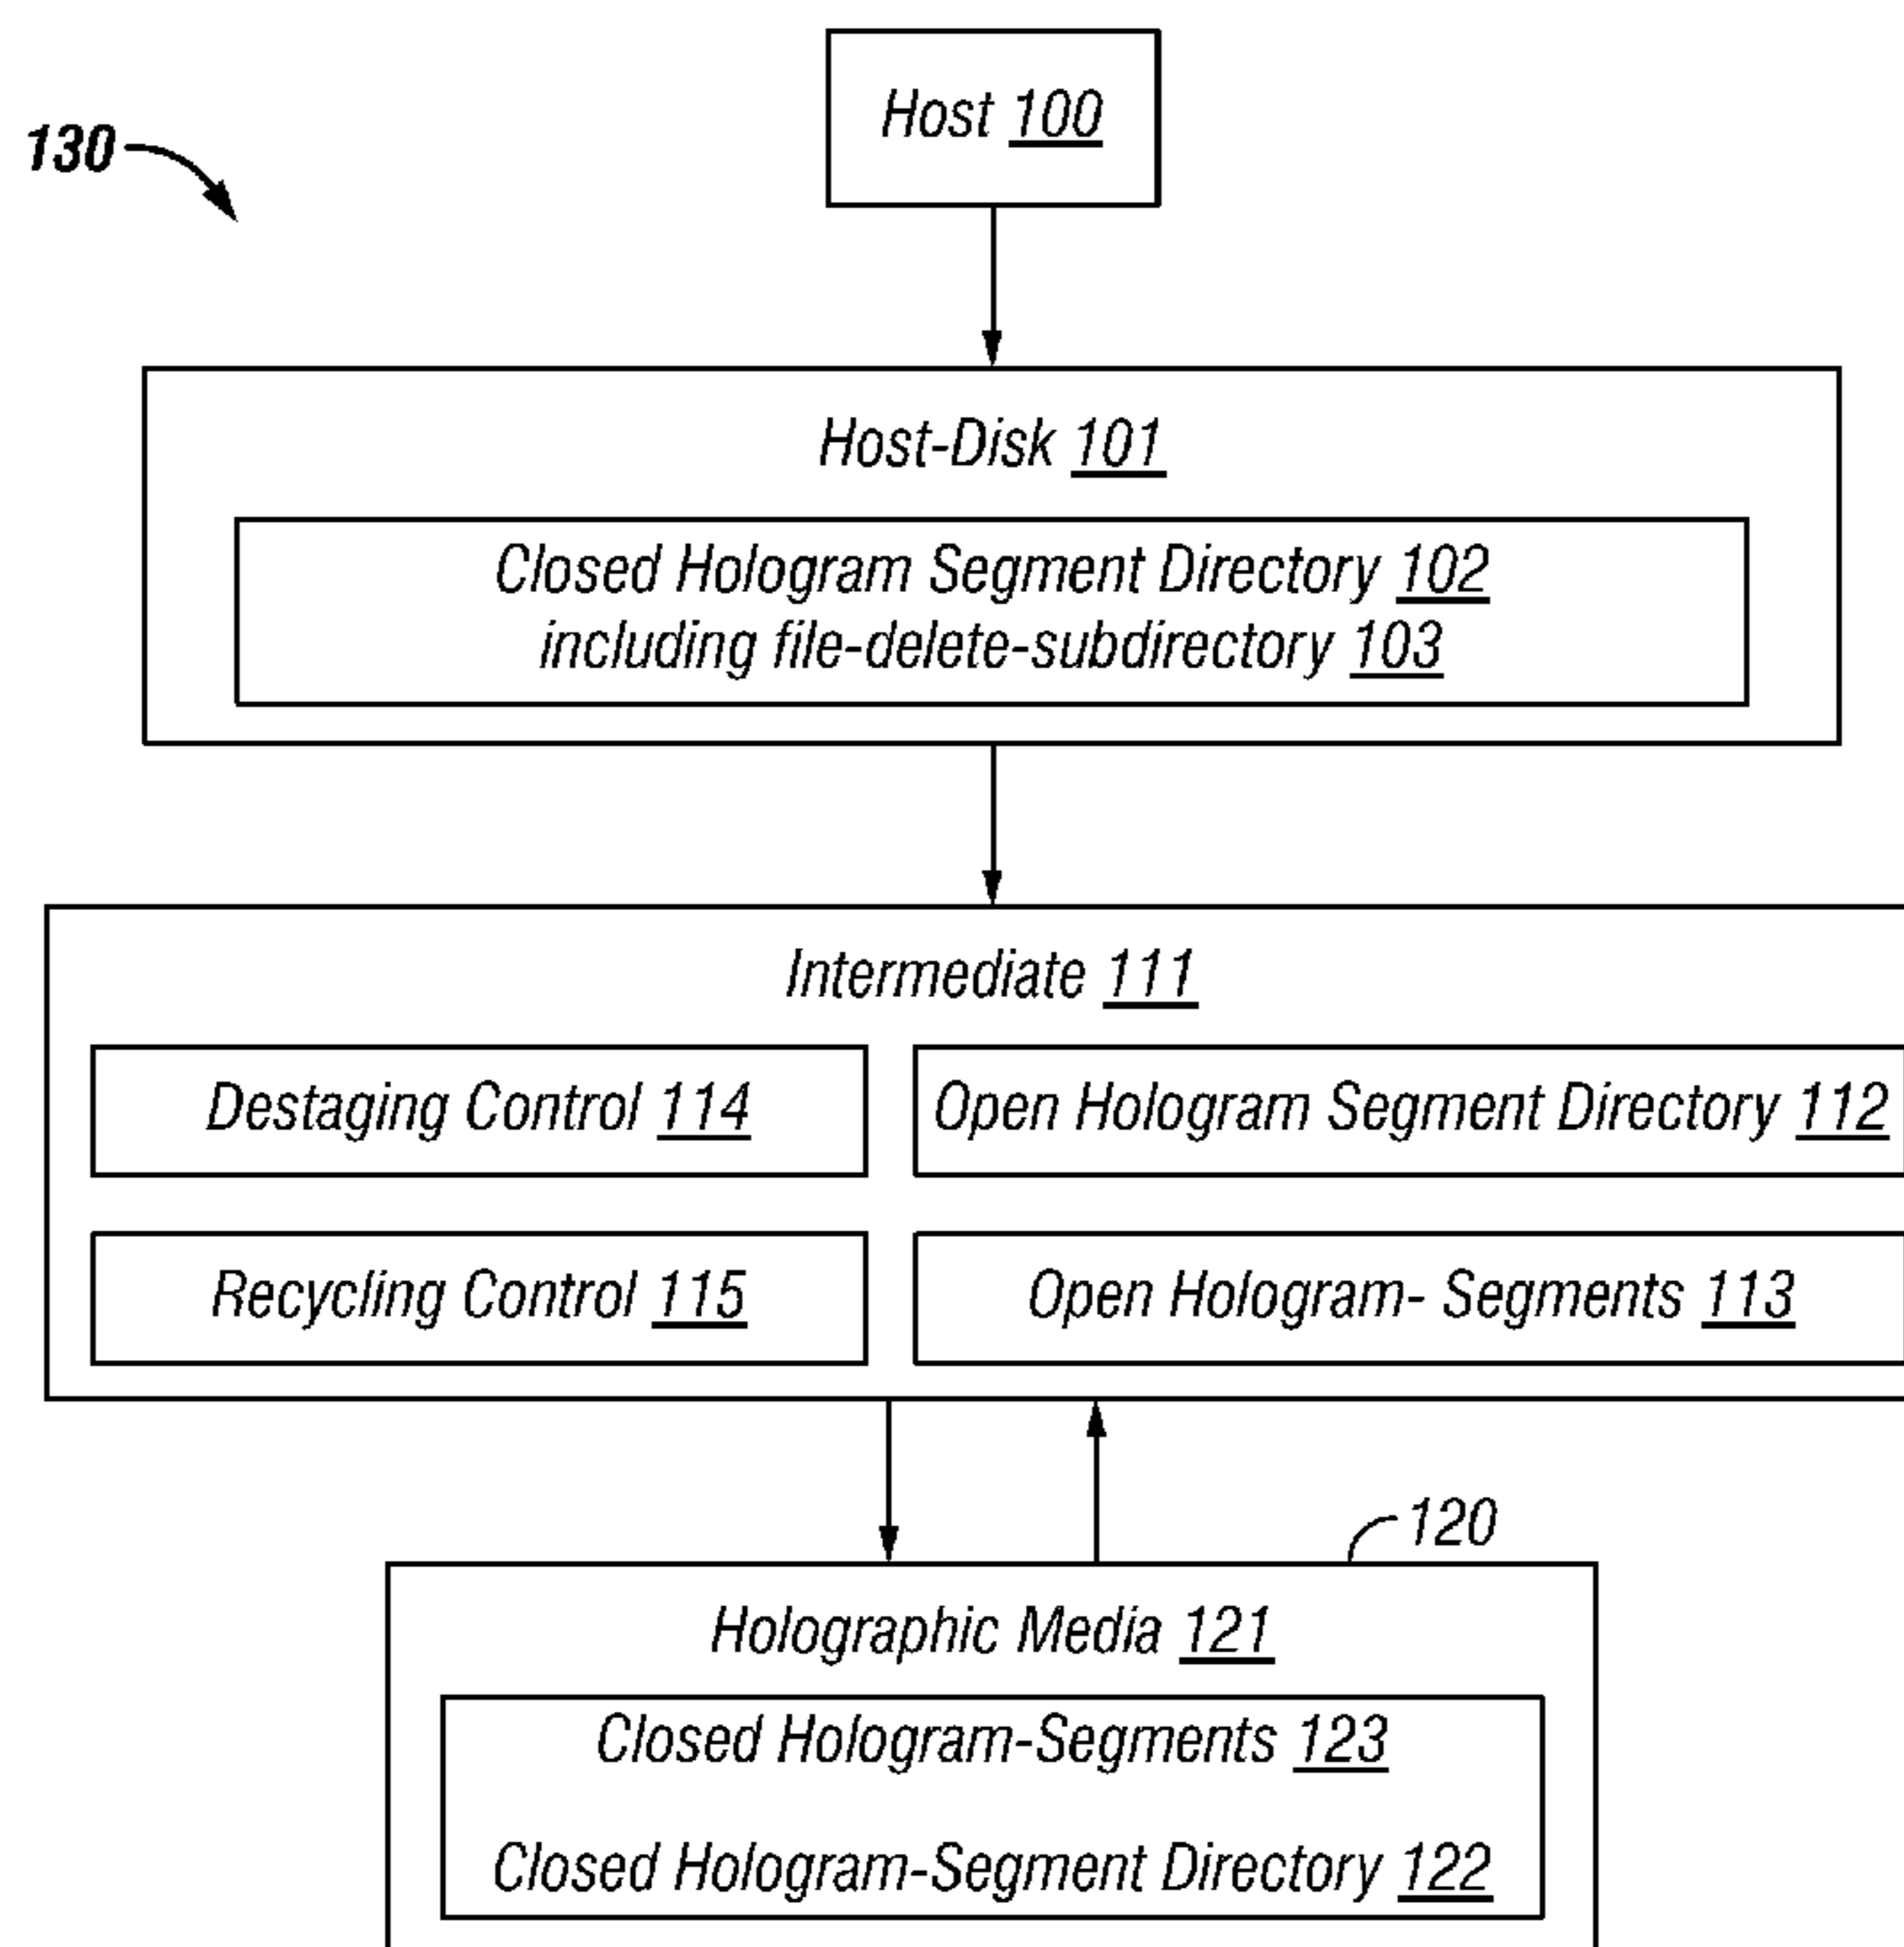 Host 100
130
Host-Disk 101
Closed Hologram Segment Directory 102
including file-delete-subdirectory 103
Intermediate 111
Destaging Control 114
Open Hologram Segment Directory 112
Recycling Control 115
Open Hologram- Segments 113
120
Holographic Media 121
Closed Hologram-Segments 123
Closed Hologram-Segment Directory 122